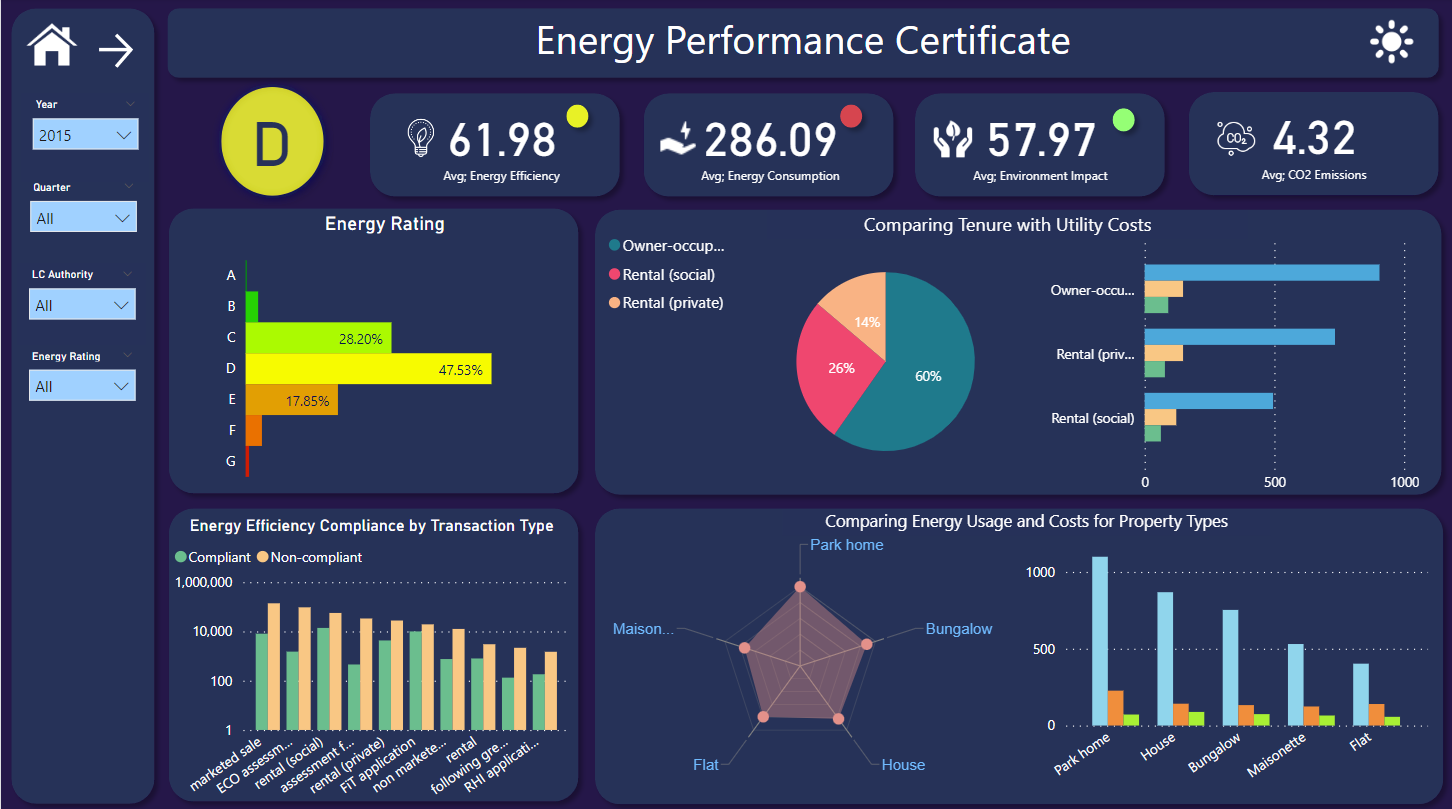 Energy Performance Certificate
Year
2015
Quarter
All
LC Authority
All
Energy Rating
All
D
61.98
Avg; Energy Efficiency
286.09
Avg; Energy Consumption
57.97
Avg; Environment Impact
CO2
4.32
Avg; CO2 Emissions
Energy Rating
A
B
C
28.20%
D
47.53%
E
17.85%
F
G
Comparing Tenure with Utility Costs
Owner-occup...
Rental (social)
Rental (private)
14%
26%
60%
Owner-occu...
Rental (priv...
Rental (social)
0
500
1000
Energy Efficiency Compliance by Transaction Type
Compliant
Non-compliant
1,000,000
10,000
100
1
marketed sale
ECO assessm...
rental (social)
assessment f...
rental (private)
FiT application
non markete...
rental
following gre...
RHI applicati...
Comparing Energy Usage and Costs for Property Types
Park home
Maison...
Bungalow
Flat
House
1000
500
0
Park home
House
Bungalow
Maisonette
Flat